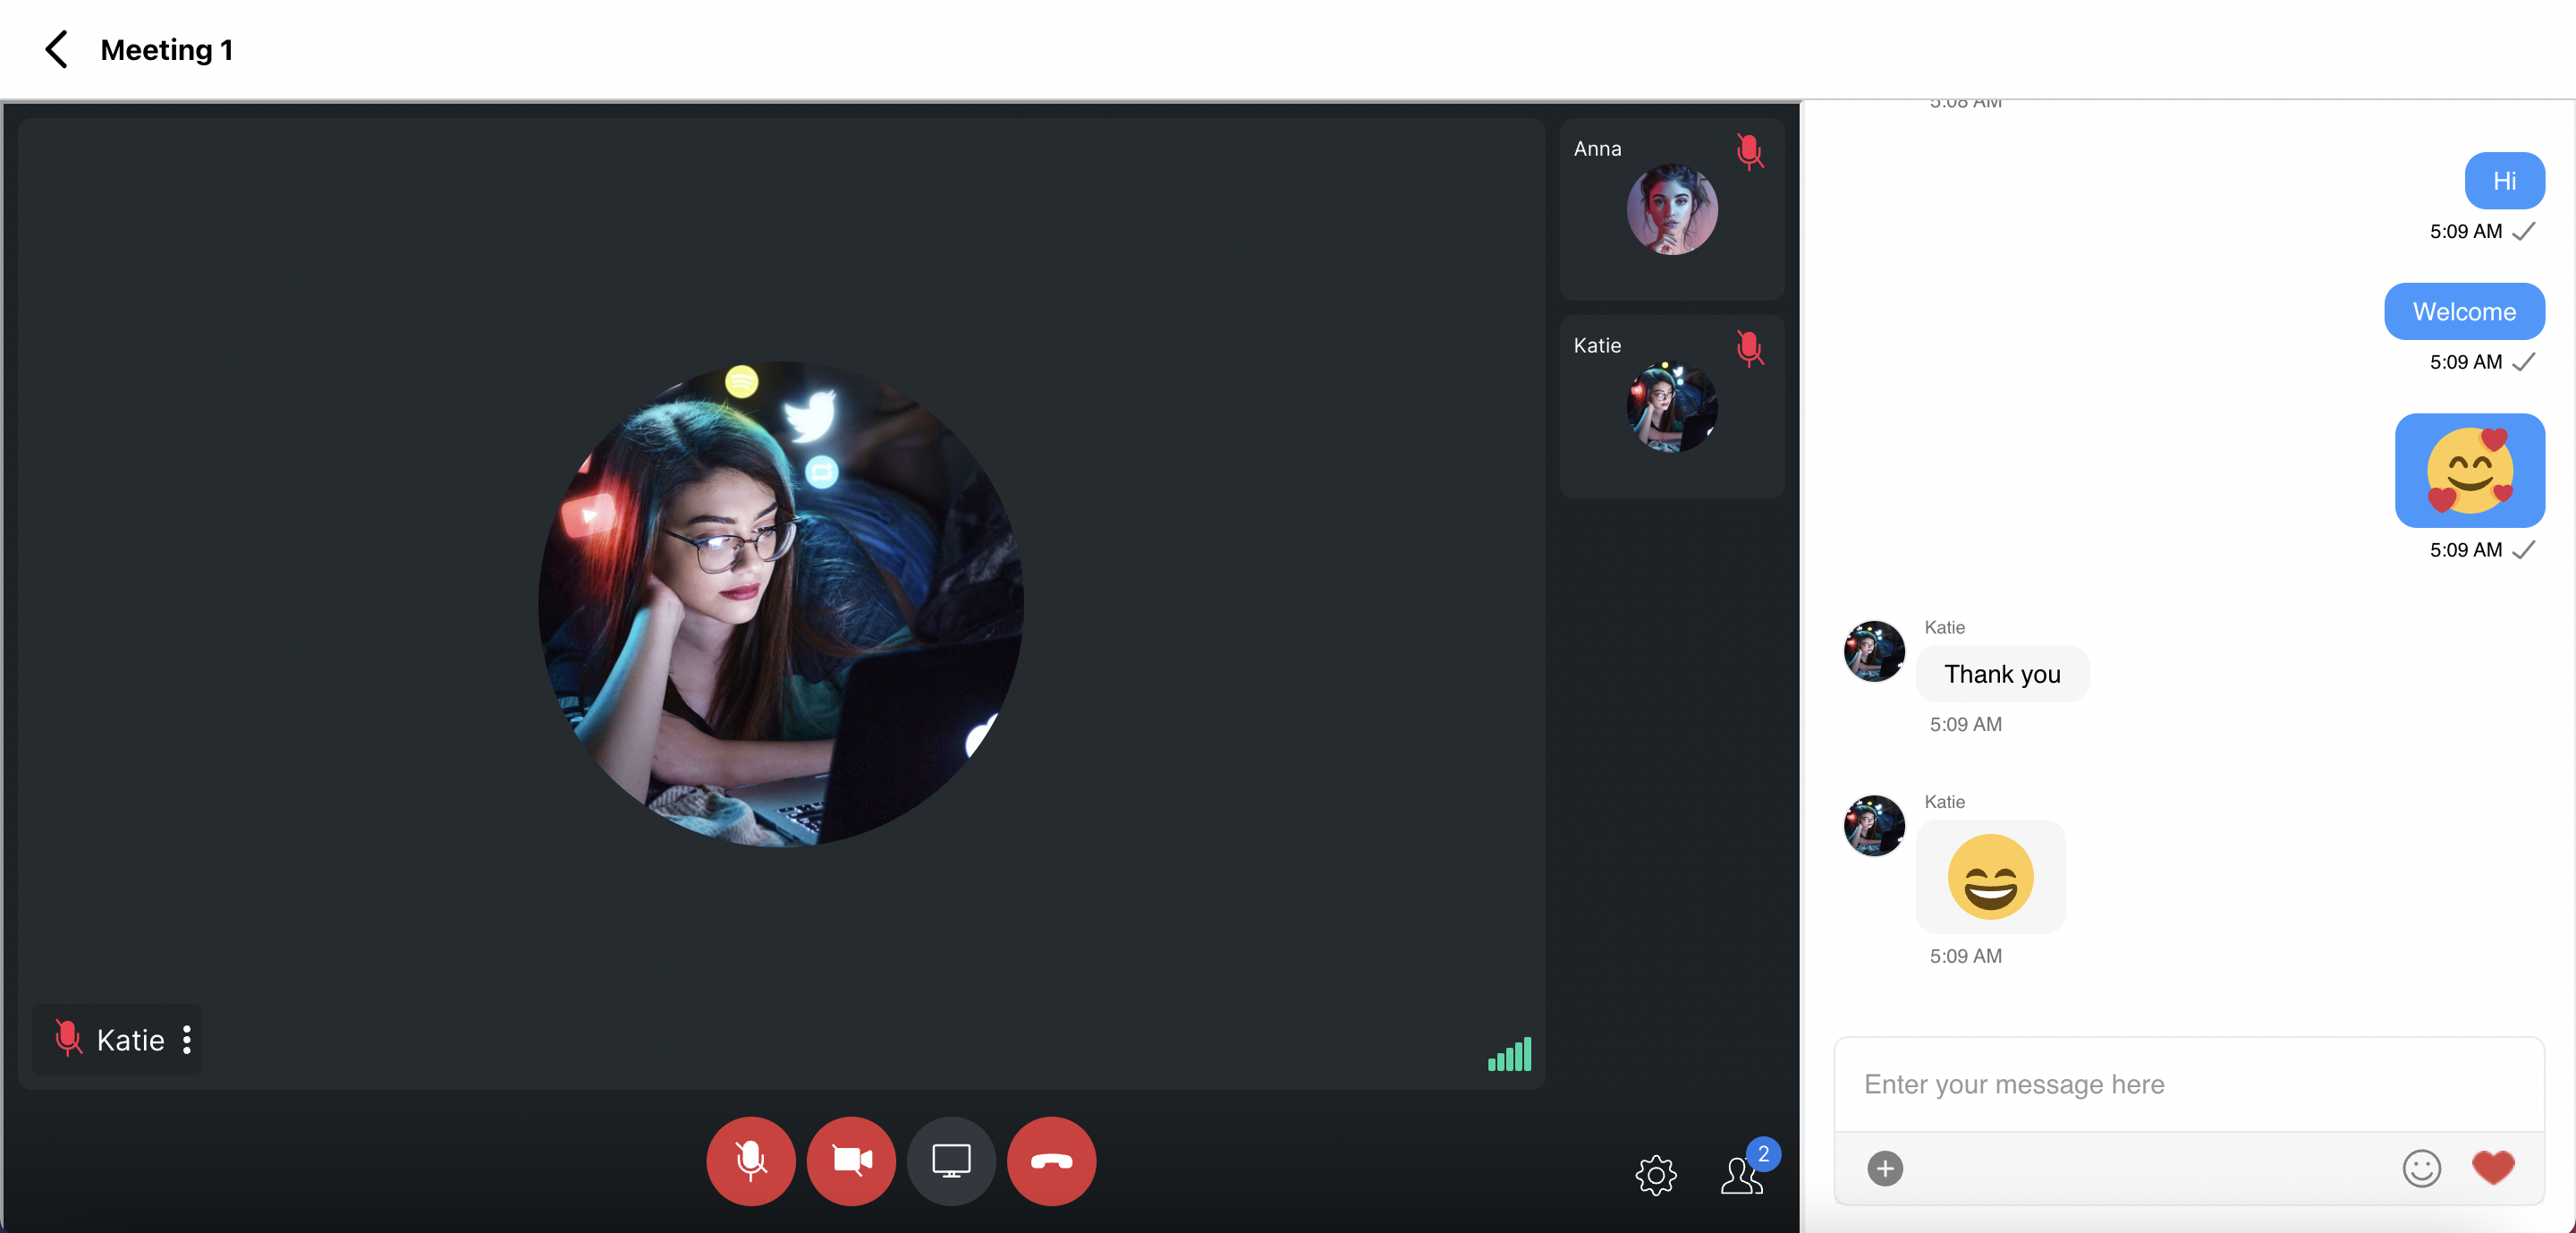 Meeting 1
Anna
Katie
Katie
2
5:08 AM
Hi
5:09 AM
Welcome
5:09 AM
5:09 AM
Katie
Thank you
5:09 AM
Katie
5:09 AM
Enter your message here